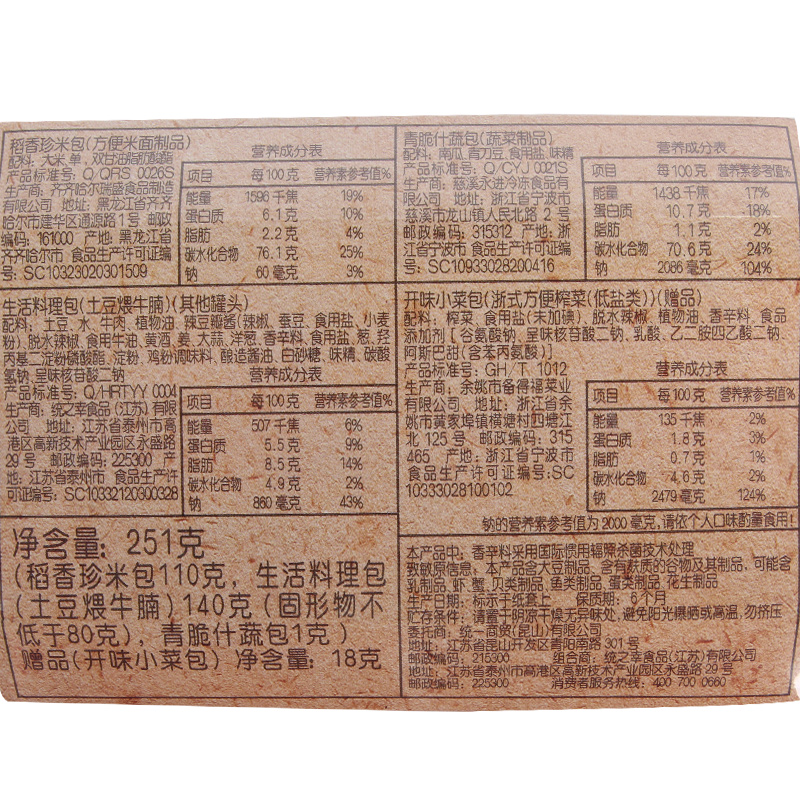 稻香珍米包(方便米面制品)
配料: 大米, 单, 双甘油脂肪酸酯
产品标准号: Q/QRS 0026S
生产商: 齐齐哈尔瑞盛食品制造
有限公司 地址: 黑龙江省齐齐
哈尔市建华区通源路1号 邮政
编码: 161000 产地: 黑龙江省
齐齐哈尔市 食品生产许可证编
号: SC10323020301509
营养成分表
项目 每100克 营养素参考值%
能量 1596 千焦 19%
蛋白质 6.1 克 10%
脂肪 2.2 克 4%
碳水化合物 76.1 克 25%
钠 60 毫克 3%
青脆什蔬包(蔬菜制品)
配料: 南瓜, 青刀豆, 食用盐, 味精
产品标准号: Q/CYJ 0021S
生产商: 慈溪永进冷冻食品有
限公司 地址: 浙江省宁波市
慈溪市龙山镇人民北路 2 号
邮政编码: 315312 产地: 浙
江省宁波市 食品生产许可证编
号: SC10933028200416
营养成分表
项目 每100克 营养素参考值%
能量 1438 千焦 17%
蛋白质 10.7 克 18%
脂肪 1.1 克 2%
碳水化合物 70.6 克 24%
钠 2086 毫克 104%
生活料理包(土豆煨牛腩)(其他罐头)
配料: 土豆, 水, 牛肉, 植物油, 辣豆瓣酱(辣椒, 蚕豆, 食用盐, 小麦
粉), 脱水辣椒, 食用牛油, 黄酒, 姜, 大蒜, 洋葱, 香辛料, 食用盐, 葱, 羟
丙基二淀粉磷酸酯, 淀粉, 鸡粉调味料, 酿造酱油, 白砂糖, 味精, 碳酸
氢钠, 呈味核苷酸二钠
产品标准号: Q/HRTYY 0004
生产商: 统之幸食品(江苏)有限
公司 地址: 江苏省泰州市高
港区高新技术产业园区永盛路
29号 邮政编码: 225300 产
地: 江苏省泰州市 食品生产许
可证编号: SC10332120300328
营养成分表
项目 每100克 营养素参考值%
能量 507 千焦 6%
蛋白质 5.5 克 9%
脂肪 8.5 克 14%
碳水化合物 4.9 克 2%
钠 860 毫克 43%
开味小菜包(浙式方便榨菜(低盐类))(赠品)
配料: 榨菜, 食用盐(未加碘), 脱水辣椒, 植物油, 香辛料, 食品
添加剂 [谷氨酸钠, 呈味核苷酸二钠, 乳酸, 乙二胺四乙酸二钠,
阿斯巴甜(含苯丙氨酸)]
产品标准号: GH/T 1012
生产商: 余姚市备得福菜业
有限公司 地址: 浙江省余
姚市黄家埠镇横塘村四塘江
北 125 号 邮政编码: 315
465 产地: 浙江省宁波市
食品生产许可证编号:SC
10333028100102
营养成分表
项目 每100克 营养素参考值%
能量 135 千焦 2%
蛋白质 1.8 克 3%
脂肪 0.7 克 1%
碳水化合物 4.6 克 2%
钠 2479 毫克 124%
钠的营养素参考值为 2000 毫克, 请依个人口味酌量食用!
净含量: 251克
(稻香珍米包110克, 生活料理包
(土豆煨牛腩)140克(固形物不
低于80克), 青脆什蔬包1克)
赠品(开味小菜包)净含量: 18克
本产品中: 香辛料采用国际惯用辐照杀菌技术处理
致敏原信息: 本产品含大豆制品, 含有麸质的谷物及其制品, 可能含
乳制品, 虾, 蟹, 贝类制品, 鱼类制品, 蛋类制品, 花生制品
生产日期: 标示于纸套上 保质期: 6个月
贮存条件: 请置于阴凉干燥无异味处, 避免阳光曝晒或高温, 勿挤压
委托商: 统一商贸(昆山)有限公司
地址: 江苏省昆山开发区青阳南路 301号
邮政编码: 215300 组合商: 统之幸食品(江苏)有限公司
地址: 江苏省泰州市高港区高新技术产业园区永盛路 29号
邮政编码: 225300 消费者服务热线: 400 700 0660